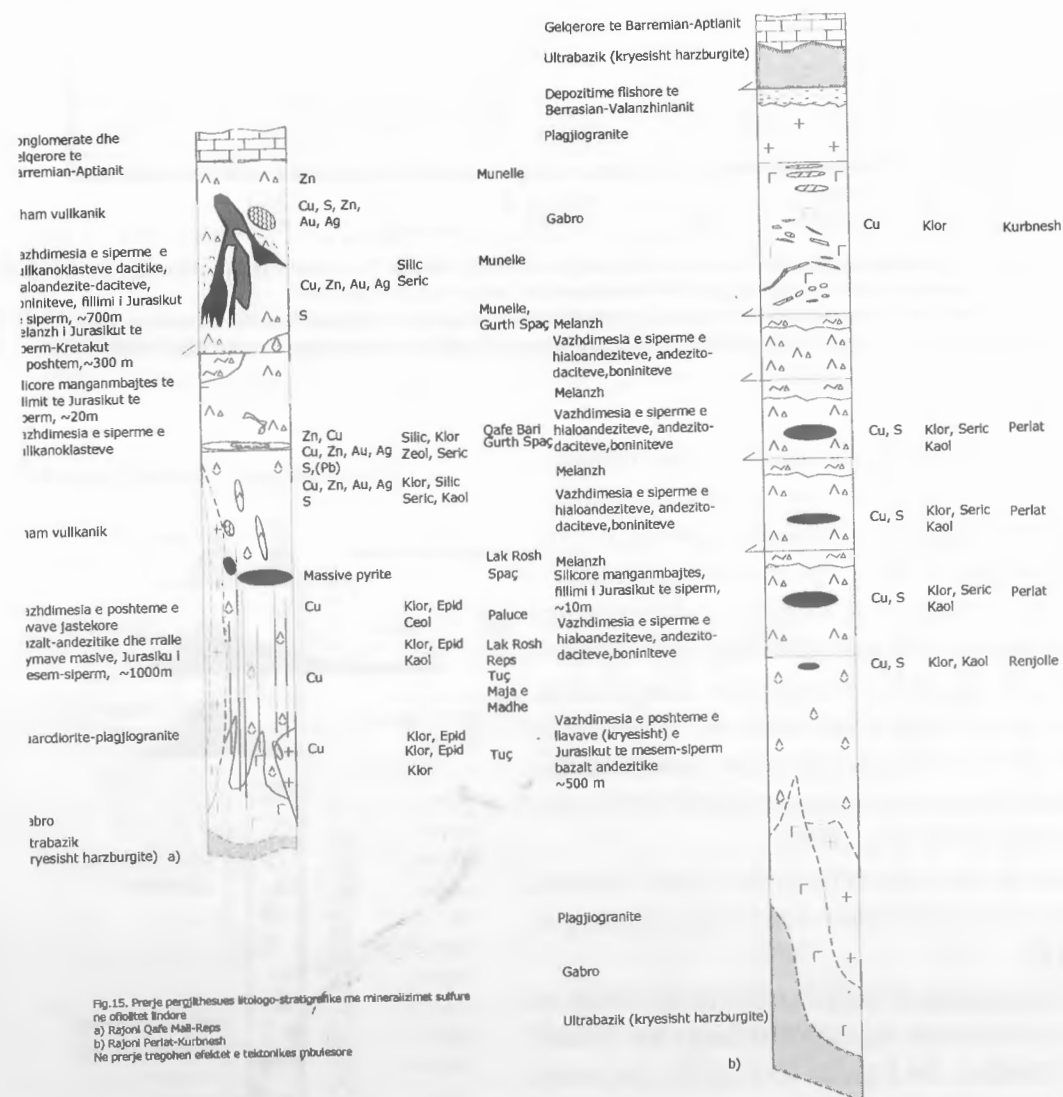 onglomerate dhe
elqerore te
arremian-Aptianit
ham vullkanik
azhdimesia e siperme e
ullkanoklasteve dacitike,
aloandezite-daciteve,
oniniteve, fillimi i Jurasikut
siperm, ~700m
elanzh i Jurasikut te
perm-Kretakut
poshtem,~300 m
licore manganmbajtes te
limit te Jurasikut te
perm, ~20m
azhdimesia e siperme e
ullkanoklasteve
ham vullkanik
azhdimesia e poshteme e
vave jastekore
azalt-andezitike dhe rralle
ymave masive, Jurasiku i
esem-siperm, ~1000m
arodiorite-plagjiogranite
abro
trabazik
ryesisht harzburgite) a)
Zn
Cu, S, Zn,
Au, Ag
Cu, Zn, Au, Ag
S
Zn, Cu
Cu, Zn, Au, Ag
S,(Pb)
Cu, Zn, Au, Ag
S
Massive pyrite
Cu
Cu
Cu
Silic
Seric
Silic, Klor
Zeol, Seric
Klor, Silic
Seric, Kaol
Klor, Epid
Ceol
Klor, Epid
Kaol
Klor, Epid
Klor, Epid
Klor
Munelle
Munelle
Munelle,
Gurth Spaç
Qafe Bari
Gurth Spaç
Lak Rosh
Spaç
Paluce
Lak Rosh
Reps
Tuç
Maja e
Madhe
Tuç
Gelqerore te Barremian-Aptianit
Ultrabazik (kryesisht harzburgite)
Depozitime flishore te
Berrasian-Valanzhinianit
Plagjiogranite
Gabro
Melanzh
Vazhdimesia e siperme e
hialoandeziteve, andezito-
daciteve,boniniteve
Melanzh
Vazhdimesia e siperme e
hialoandeziteve, andezito-
daciteve,boniniteve
Melanzh
Vazhdimesia e siperme e
hialoandeziteve, andezito-
daciteve,boniniteve
Melanzh
Silicore manganmbajtes,
fillimi i Jurasikut te siperm,
~10m
Vazhdimesia e siperme e
hialoandeziteve, andezito-
daciteve,boniniteve
Vazhdimesia e poshteme e
llavave (kryesisht) e
Jurasikut te mesem-siperm
bazalt andezitike
~500 m
Plagjiogranite
Gabro
Ultrabazik (kryesisht harzburgite)
b)
Cu Klor Kurbnesh
Cu, S Klor, Seric Perlat
Kaol
Cu, S Klor, Seric Perlat
Kaol
Cu, S Klor, Seric Perlat
Kaol
Cu, S Klor, Kaol Renjolle
Fig.15. Prerje pergjithesues litologo-stratigrafike me mineralizimet sulfure
ne ofiolitet lindore
a) Rajoni Qafe Mali-Reps
b) Rajoni Perlat-Kurbnesh
Ne prerje tregohen efektet e tektonikes mbulesore